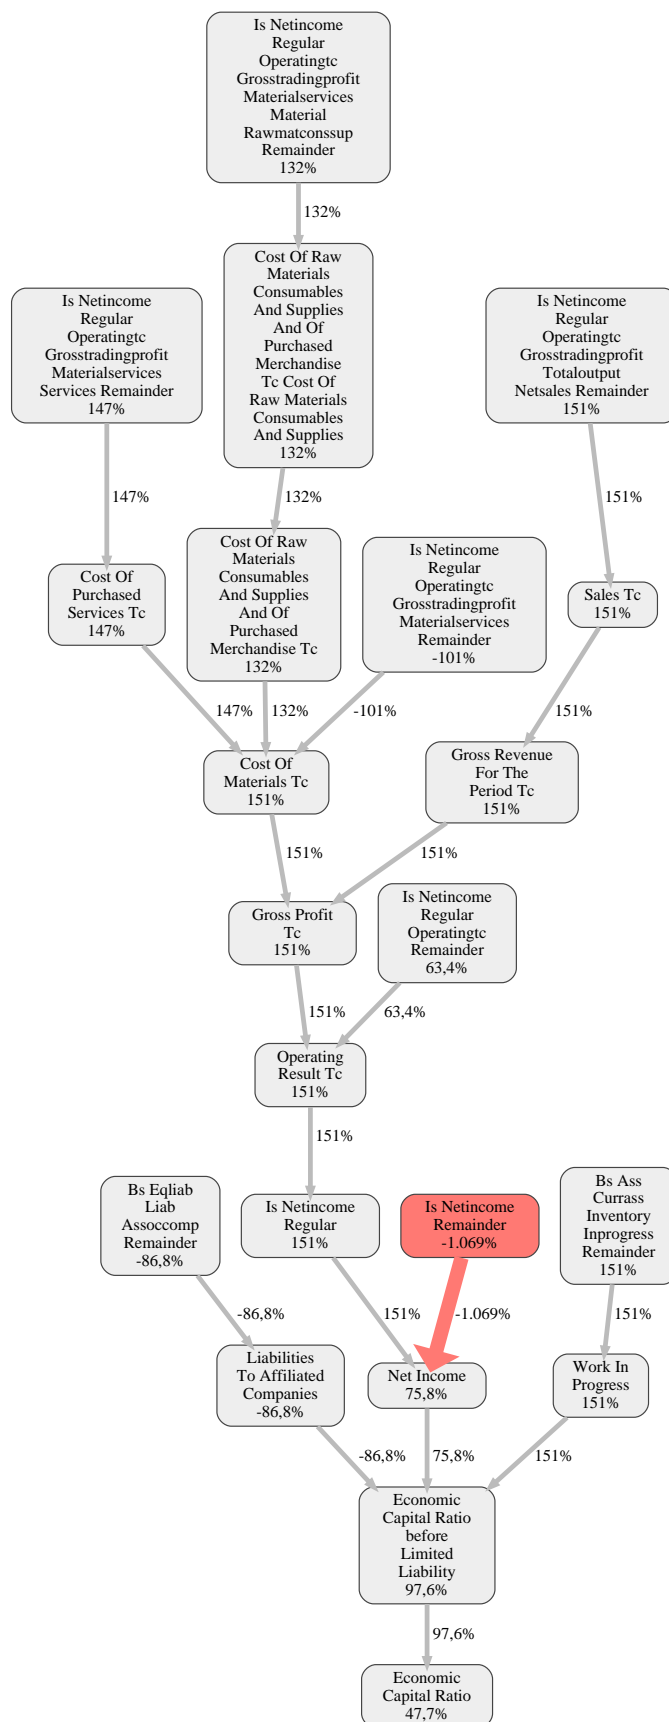 Is Netincome
Regular
Operatingtc
Grosstradingprofit
Materialservices
Material
Rawmatconssup
Remainder
132%
132%
Cost Of Raw
Materials
Consumables
And Supplies
And Of
Purchased
Merchandise
Tc Cost Of
Raw Materials
Consumables
And Supplies
132%
Is Netincome
Regular
Operatingtc
Grosstradingprofit
Materialservices
Services Remainder
147%
Is Netincome
Regular
Operatingtc
Grosstradingprofit
Totaloutput
Netsales Remainder
151%
147%
132%
151%
Cost Of
Purchased
Services Tc
147%
Cost Of Raw
Materials
Consumables
And Supplies
And Of
Purchased
Merchandise Tc
132%
Is Netincome
Regular
Operatingtc
Grosstradingprofit
Materialservices
Remainder
-101%
Sales Tc
151%
147%
132%
-101%
151%
Cost Of
Materials Tc
151%
Gross Revenue
For The
Period Tc
151%
151%
151%
Gross Profit
Tc
151%
Is Netincome
Regular
Operatingtc
Remainder
63,4%
151%
63,4%
Operating
Result Tc
151%
151%
Bs Eqliab
Liab
Assoccomp
Remainder
-86,8%
Is Netincome
Regular
151%
Is Netincome
Remainder
-1.069%
Bs Ass
Currass
Inventory
Inprogress
Remainder
151%
-86,8%
151%
-1.069%
151%
Liabilities
To Affiliated
Companies
-86,8%
Net Income
75,8%
Work In
Progress
151%
-86,8%
75,8%
151%
Economic
Capital Ratio
before
Limited
Liability
97,6%
97,6%
Economic
Capital Ratio
47,7%